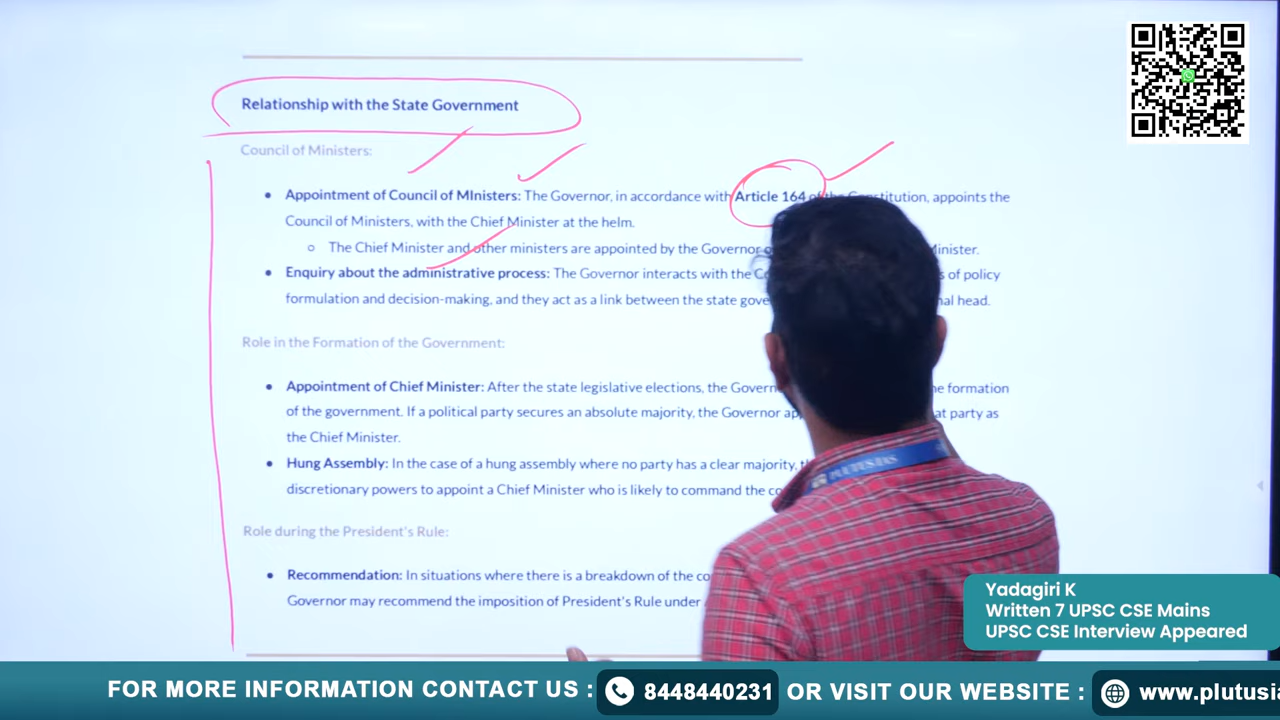 Relationship with the State Government
Council of Ministers:
Appointment of Council of MInisters: The Governor, in accordance with Article 164 of the Constitution, appoints the
Council of Ministers, with the Chief Minister at the helm.
The Chief Minister and other ministers are appointed by the Governor
Enquiry about the administrative process: The Governor interacts with the of policy
formulation and decision-making, and they act as a link between the state head.
Role in the Formation of the Government:
Appointment of Chief Minister: After the state legislative elections, the formation
of the government. If a political party secures an absolute majority, the Governor party as
the Chief Minister.
Hung Assembly: In the case of a hung assembly where no party has a clear majority,
discretionary powers to appoint a Chief Minister who is likely to command the
Role during the President's Rule:
Recommendation: In situations where there is a breakdown of the
Governor may recommend the imposition of President's Rule under
PLUTUS IAS
Yadagiri K
Written 7 UPSC CSE Mains
UPSC CSE Interview Appeared
FOR MORE INFORMATION CONTACT US : 8448440231 OR VISIT OUR WEBSITE : www.plutusia